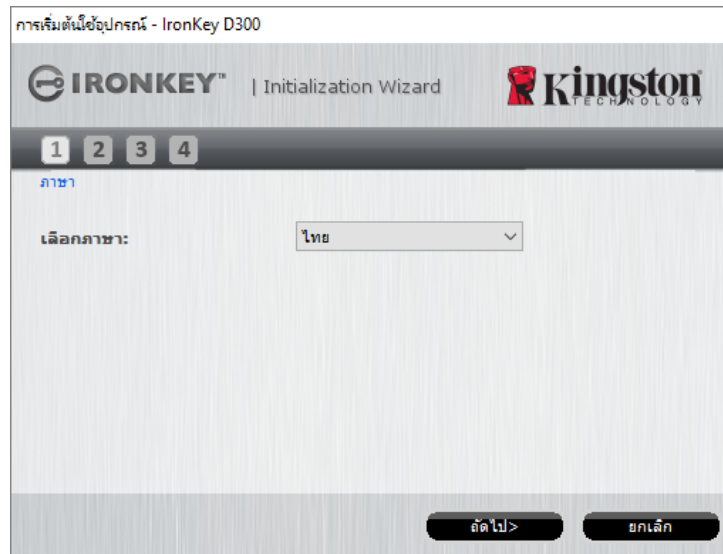 การเริ่มต้นใช้อุปกรณ์ - IronKey D300
IRONKEY™ | Initialization Wizard
Kingston
TECHNOLOGY
1 2 3 4
ภาษา
เลือกภาษา: ไทย
ถัดไป> ยกเลิก